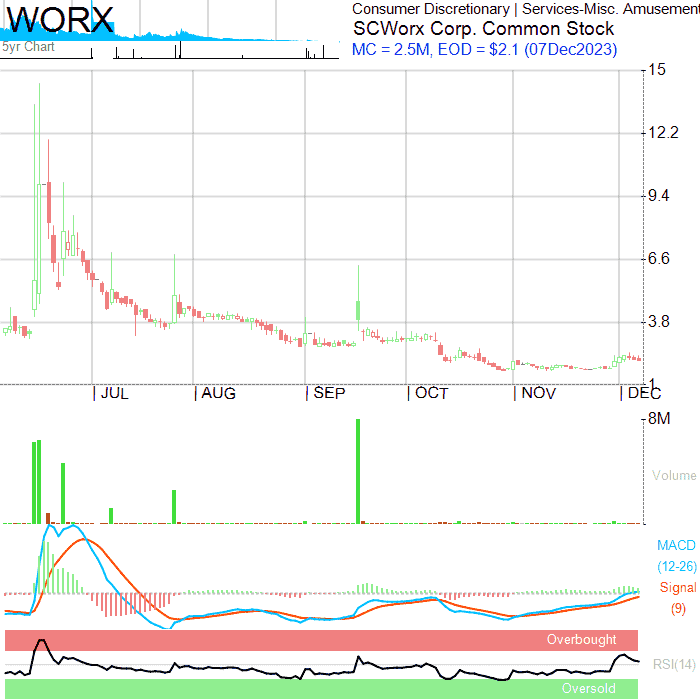 WORX
5yr Chart
Consumer Discretionary | Services-Misc. Amusement
SCWorx Corp. Common Stock
MC = 2.5M, EOD = $2.1 (07Dec2023)
15
12.2
9.4
6.6
3.8
1
JUL
AUG
SEP
OCT
NOV
DEC
8M
Volume
MACD
(12-26)
Signal
(9)
Overbought
RSI(14)
Oversold